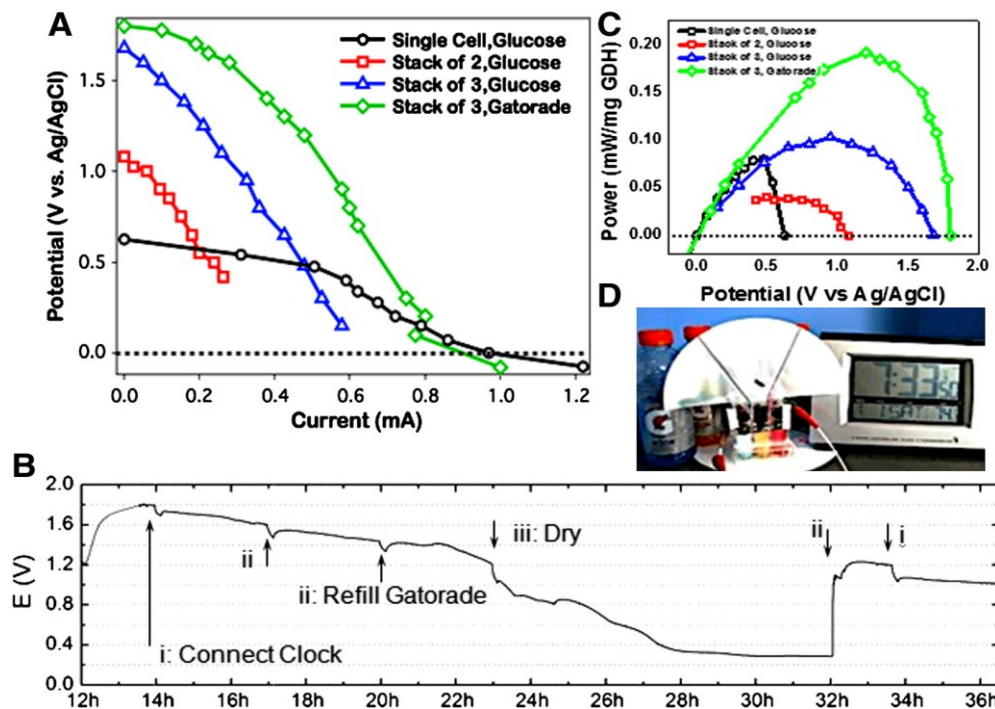 A
Potential (V vs. Ag/AgCl)
1.5
1.0
0.5
0.0
Single Cell,Glucose
Stack of 2,Glucose
Stack of 3,Glucose
Stack of 3,Gatorade
0.0 0.2 0.4 0.6 0.8 1.0 1.2
Current (mA)
C
Power (mW/mg GDH)
0.20
0.15
0.10
0.05
0.00
Single Cell, Glucose
Stack of 2, Glucose
Stack of 3, Glucose
Stack of 3, Gatorade
0.0 0.5 1.0 1.5 2.0
Potential (V vs Ag/AgCl)
D
G
7:33 50
B
E (V)
2.0
1.6
1.2
0.8
0.4
0.0
i: Connect Clock
ii
ii: Refill Gatorade
iii: Dry
ii
i
12h 14h 16h 18h 20h 22h 24h 26h 28h 30h 32h 34h 36h